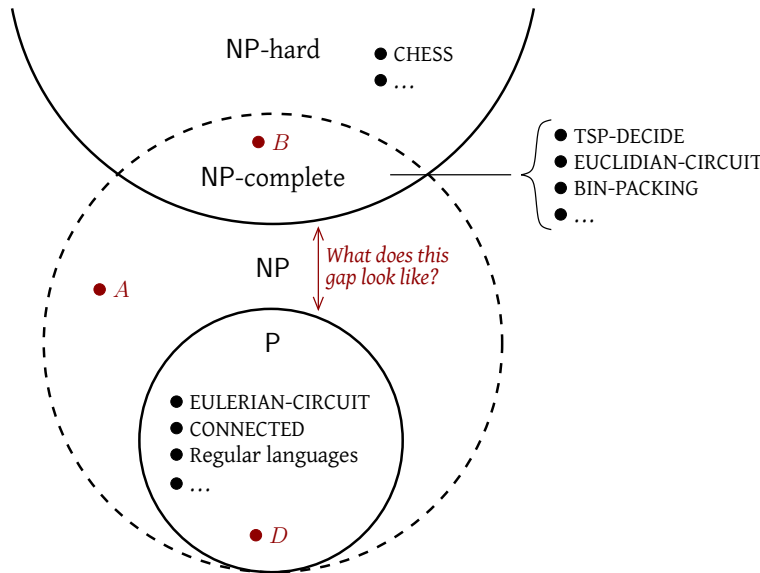 NP-hard
CHESS
...
B
NP-complete
TSP-DECIDE
EUCLIDIAN-CIRCUIT
BIN-PACKING
...
NP
What does this
gap look like?
A
P
EULERIAN-CIRCUIT
CONNECTED
Regular languages
...
D